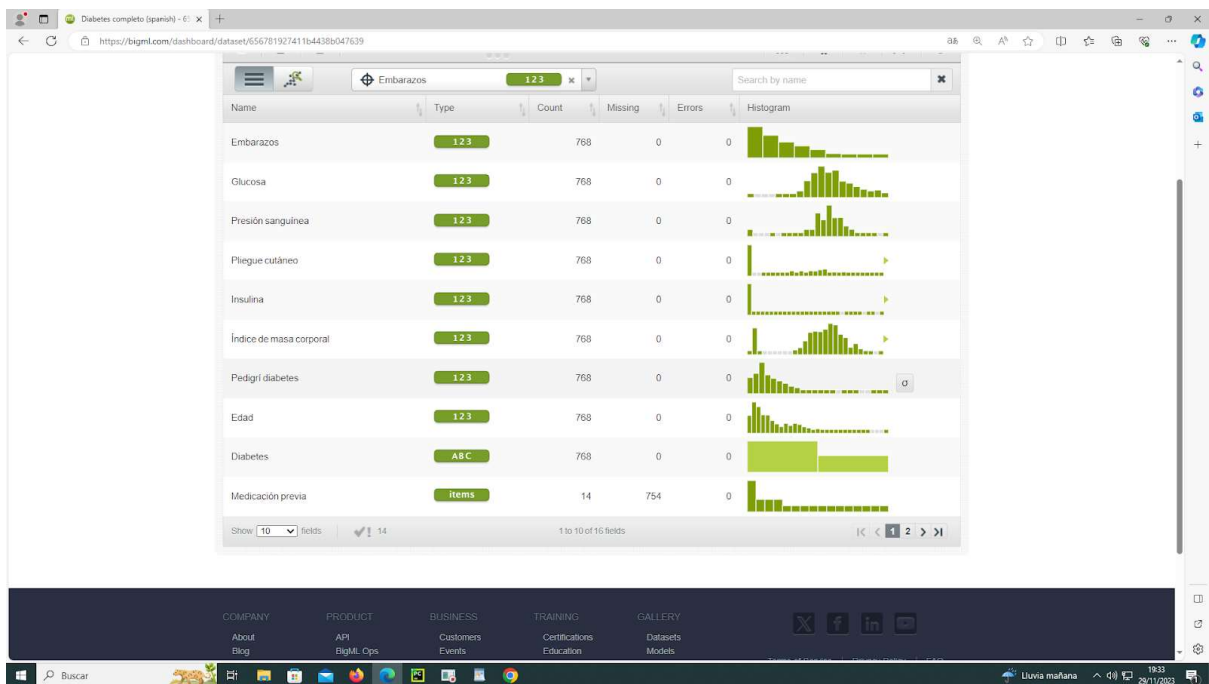 Diabetes completo (spanish) - 6
https://bigml.com/dashboard/dataset/656781927411b4438b047639
Embarazos 123
Search by name
Name Type Count Missing Errors Histogram
Embarazos 123 768 0 0
Glucosa 123 768 0 0
Presión sanguínea 123 768 0 0
Pliegue cutáneo 123 768 0 0
Insulina 123 768 0 0
Índice de masa corporal 123 768 0 0
Pedigrí diabetes 123 768 0 0 σ
Edad 123 768 0 0
Diabetes ABC 768 0 0
Medicación previa items 14 754 0
Show 10 fields 14 1 to 10 of 16 fields 1 2
COMPANY PRODUCT BUSINESS TRAINING GALLERY
About API Customers Certifications Datasets
Blog BigML Ops Events Education Models
Buscar Lluvia mañana 19:33
29/11/2023